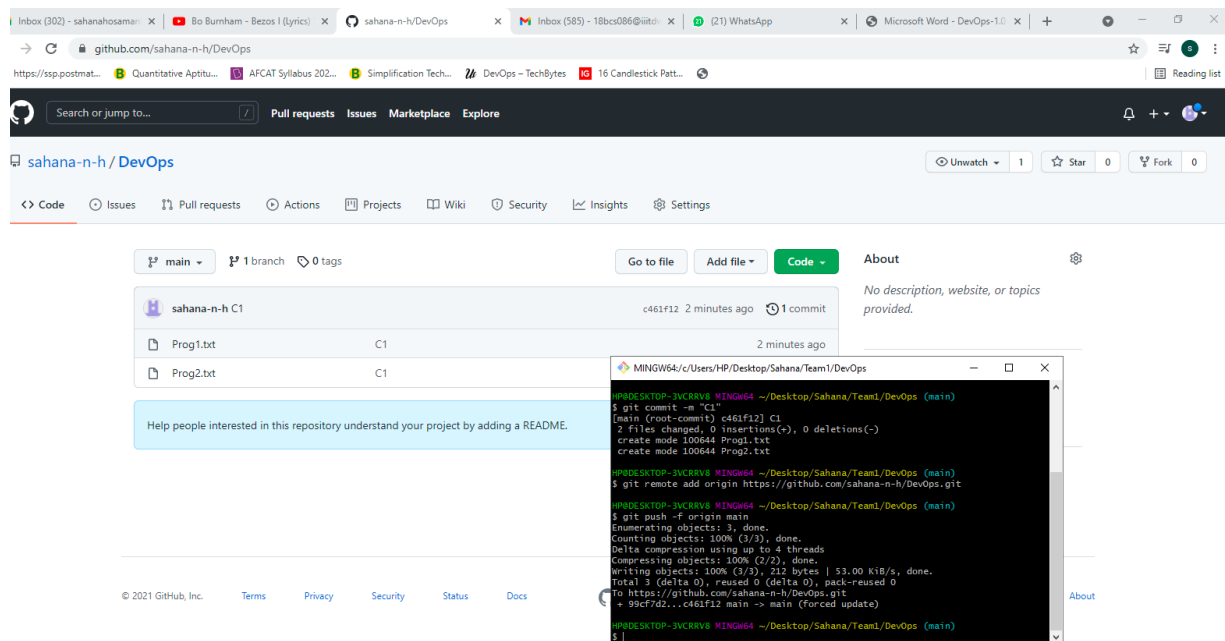 Inbox (302) - sahanahosaman
Bo Burnham - Bezos I (Lyrics)
sahana-n-h/DevOps
Inbox (585) - 18bcs086@iiitd
(21) WhatsApp
Microsoft Word - DevOps-1.0
github.com/sahana-n-h/DevOps
https://ssp.postmat...
Quantitative Aptitu...
AFCAT Syllabus 202...
Simplification Tech...
DevOps – TechBytes
IG 16 Candlestick Patt...
Reading list
Search or jump to... /
Pull requests Issues Marketplace Explore
sahana-n-h / DevOps
Unwatch 1
Star 0
Fork 0
<> Code
Issues
Pull requests
Actions
Projects
Wiki
Security
Insights
Settings
main
1 branch
0 tags
Go to file
Add file
Code
About
No description, website, or topics
provided.
sahana-n-h C1
c461f12 2 minutes ago 1 commit
Prog1.txt C1 2 minutes ago
Prog2.txt C1
Help people interested in this repository understand your project by adding a README.
MINGW64:/c/Users/HP/Desktop/Sahana/Team1/DevOps
HP@DESKTOP-3VCRRV8 MINGW64 ~/Desktop/Sahana/Team1/DevOps (main)
$ git commit -m "C1"
[main (root-commit) c461f12] C1
2 files changed, 0 insertions(+), 0 deletions(-)
create mode 100644 Prog1.txt
create mode 100644 Prog2.txt
HP@DESKTOP-3VCRRV8 MINGW64 ~/Desktop/Sahana/Team1/DevOps (main)
$ git remote add origin https://github.com/sahana-n-h/DevOps.git
HP@DESKTOP-3VCRRV8 MINGW64 ~/Desktop/Sahana/Team1/DevOps (main)
$ git push -f origin main
Enumerating objects: 3, done.
Counting objects: 100% (3/3), done.
Delta compression using up to 4 threads
Compressing objects: 100% (2/2), done.
Writing objects: 100% (3/3), 212 bytes | 53.00 KiB/s, done.
Total 3 (delta 0), reused 0 (delta 0), pack-reused 0
To https://github.com/sahana-n-h/DevOps.git
+ 99cf7d2...c461f12 main -> main (forced update)
HP@DESKTOP-3VCRRV8 MINGW64 ~/Desktop/Sahana/Team1/DevOps (main)
$
© 2021 GitHub, Inc.
Terms
Privacy
Security
Status
Docs
About